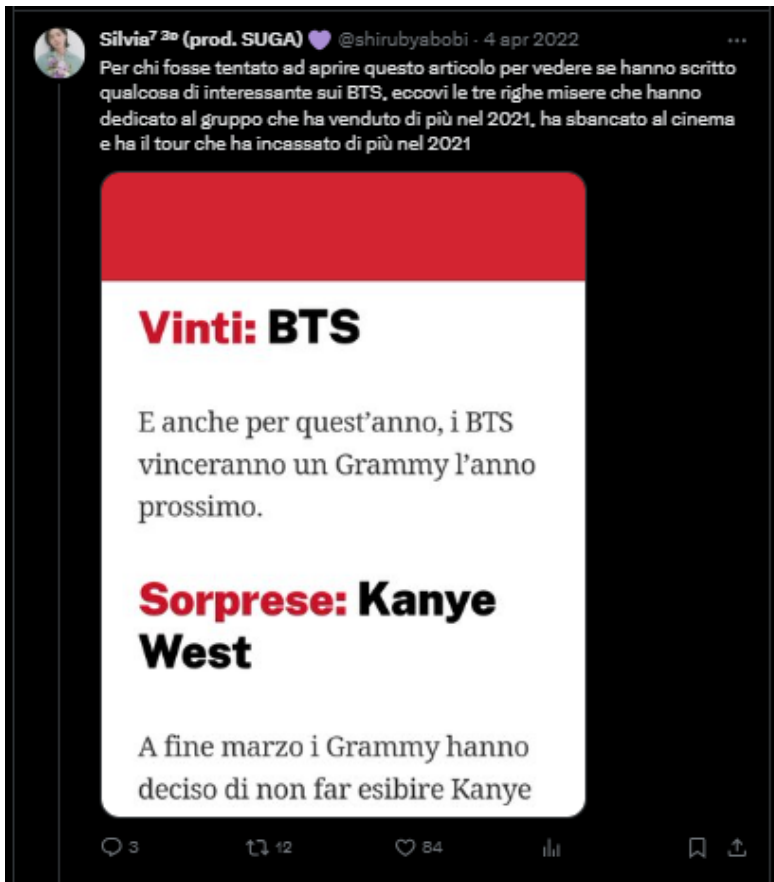 Silvia⁷ ³ᴰ (prod. SUGA) 💜 @shirubyabobi · 4 apr 2022
Per chi fosse tentato ad aprire questo articolo per vedere se hanno scritto
qualcosa di interessante sui BTS, eccovi le tre righe misere che hanno
dedicato al gruppo che ha venduto di più nel 2021, ha sbancato al cinema
e ha il tour che ha incassato di più nel 2021
Vinti: BTS
E anche per quest’anno, i BTS
vinceranno un Grammy l’anno
prossimo.
Sorprese: Kanye
West
A fine marzo i Grammy hanno
deciso di non far esibire Kanye
3 12 84